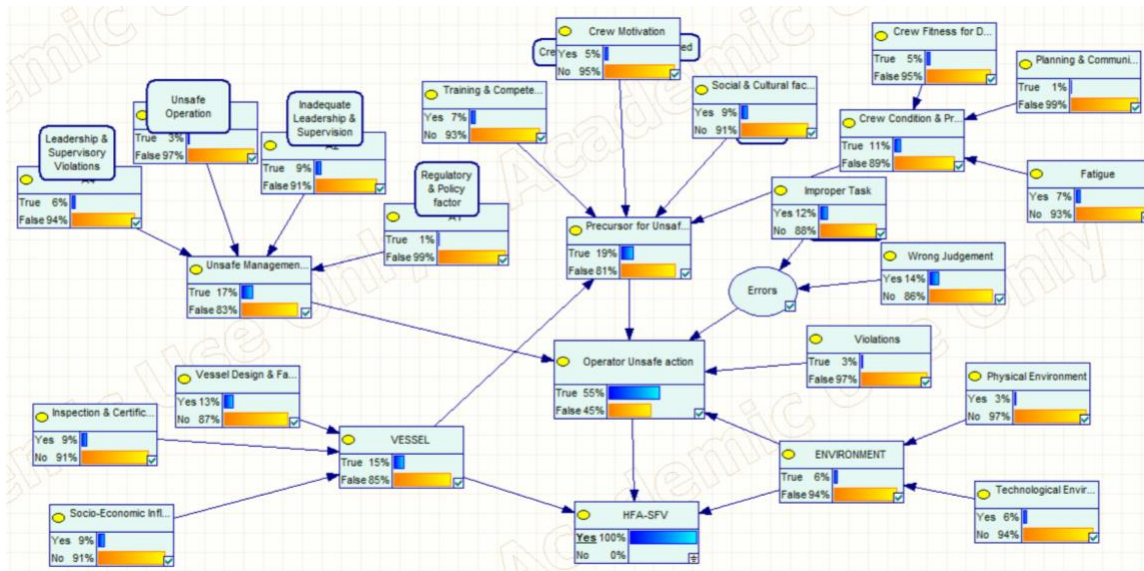 Crew Motivation
Yes 5%
No 95%
Crew Fitness for D...
True 5%
False 95%
Planning & Communi...
True 1%
False 99%
Training & Compete...
Yes 7%
No 93%
Social & Cultural fac...
Yes 9%
No 91%
Crew Condition & Pr...
True 11%
False 89%
Fatigue
Yes 7%
No 93%
Unsafe
Operation
True 3%
False 97%
Inadequate
Leadership &
Supervision
True 9%
False 91%
Leadership &
Supervisory
Violations
True 6%
False 94%
Regulatory
& Policy
factor
True 1%
False 99%
Improper Task
Yes 12%
No 88%
Precursor for Unsaf...
True 19%
False 81%
Wrong Judgement
Yes 14%
No 86%
Unsafe Managemen...
True 17%
False 83%
Errors
Operator Unsafe action
True 55%
False 45%
Violations
True 3%
False 97%
Vessel Design & Fa...
Yes 13%
No 87%
Physical Environment
Yes 3%
No 97%
Inspection & Certific...
Yes 9%
No 91%
VESSEL
True 15%
False 85%
ENVIRONMENT
True 6%
False 94%
Technological Envir...
Yes 6%
No 94%
Socio-Economic Infl...
Yes 9%
No 91%
HFA-SFV
Yes 100%
No 0%